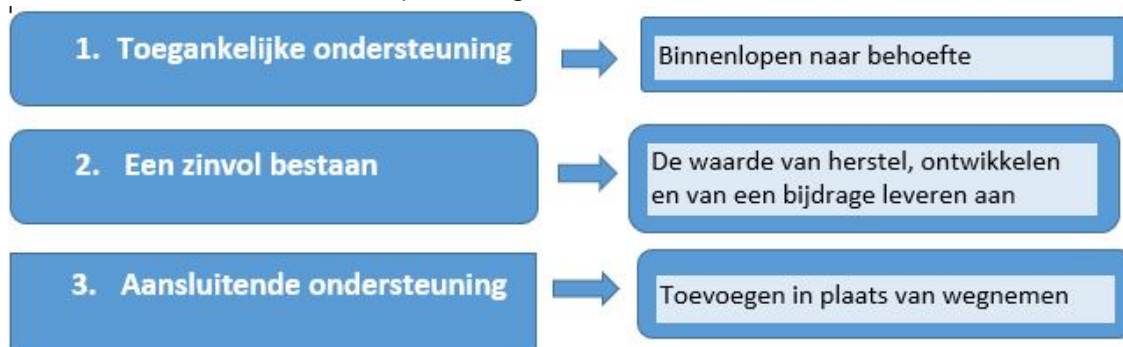 1. Toegankelijke ondersteuning
Binnenlopen naar behoefte
2. Een zinvol bestaan
De waarde van herstel, ontwikkelen
en van een bijdrage leveren aan
3. Aansluitende ondersteuning
Toevoegen in plaats van wegnemen